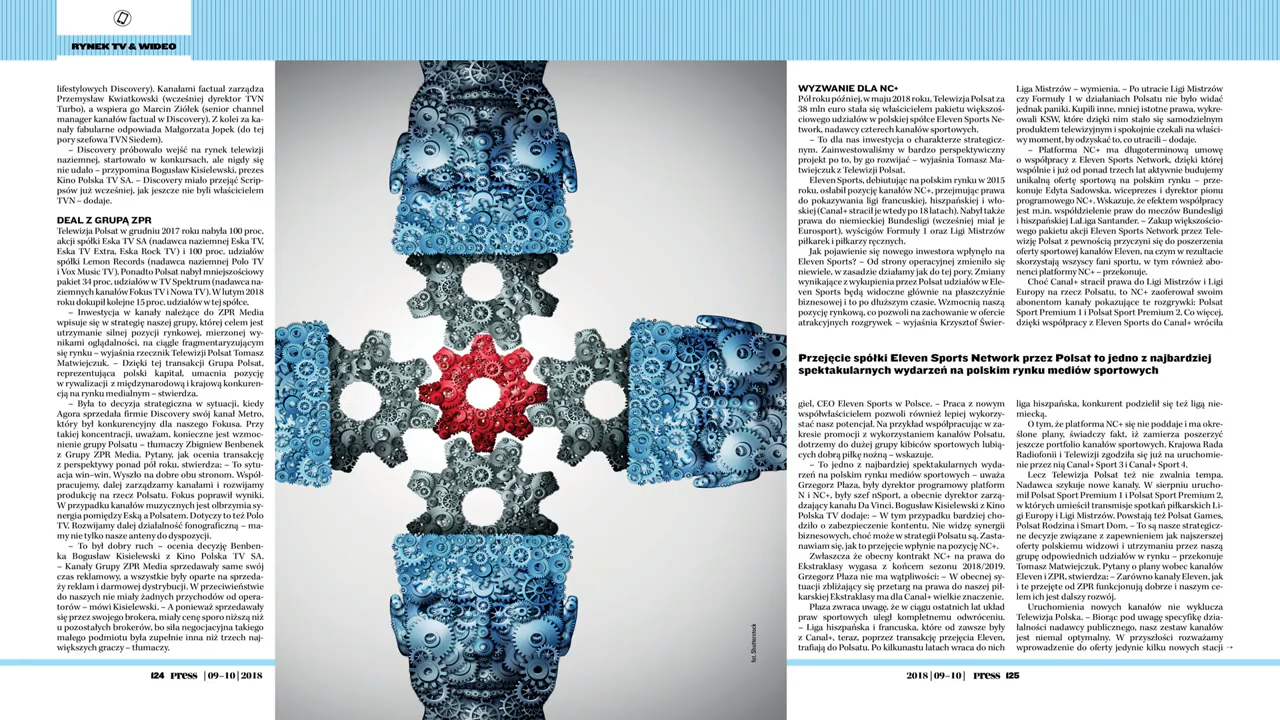 RYNEK TV & WIDEO
lifestylowych Discovery). Kanałami factual zarządza
Przemysław Kwiatkowski (wcześniej dyrektor TVN
Turbo), a wspiera go Marcin Ziółek (senior channel
manager kanałów factual w Discovery). Z kolei za ka-
nały fabularne odpowiada Małgorzata Jopek (do tej
pory szefowa TVN Siedem).
– Discovery próbowało wejść na rynek telewizji
naziemnej, startowało w konkursach, ale nigdy się
nie udało – przypomina Bogusław Kisielewski, prezes
Kino Polska TV SA. – Discovery miało przejąć Scrip-
psów już wcześniej, jak jeszcze nie byli właścicielem
TVN – dodaje.
DEAL Z GRUPĄ ZPR
Telewizja Polsat w grudniu 2017 roku nabyła 100 proc.
akcji spółki Eska TV SA (nadawca naziemnej Eska TV,
Eska TV Extra, Eska Rock TV) i 100 proc. udziałów
spółki Lemon Records (nadawca naziemnej Polo TV
i Vox Music TV). Ponadto Polsat nabył mniejszościowy
pakiet 34 proc. udziałów w TV Spektrum (nadawca na-
ziemnych kanałów Fokus TV i Nowa TV). W lutym 2018
roku dokupił kolejne 15 proc. udziałów w tej spółce.
– Inwestycja w kanały należące do ZPR Media
wpisuje się w strategię naszej grupy, której celem jest
utrzymanie silnej pozycji rynkowej, mierzonej wy-
nikami oglądalności, na ciągle fragmentaryzującym
się rynku – wyjaśnia rzecznik Telewizji Polsat Tomasz
Matwiejczuk. – Dzięki tej transakcji Grupa Polsat,
reprezentująca polski kapitał, umacnia pozycję
w rywalizacji z międzynarodową i krajową konkuren-
cją na rynku medialnym – stwierdza.
– Była to decyzja strategiczna w sytuacji, kiedy
Agora sprzedała firmie Discovery swój kanał Metro,
który był konkurencyjny dla naszego Fokusa. Przy
takiej koncentracji, uważam, konieczne jest wzmoc-
nienie grupy Polsatu – tłumaczy Zbigniew Benbenek
z Grupy ZPR Media. Pytany, jak ocenia transakcję
z perspektywy ponad pół roku, stwierdza: – To sytu-
acja win–win. Wyszło na dobre obu stronom. Współ-
pracujemy, dalej zarządzamy kanałami i rozwijamy
produkcję na rzecz Polsatu. Fokus poprawił wyniki.
W przypadku kanałów muzycznych jest olbrzymia sy-
nergia pomiędzy Eską a Polsatem. Dotyczy to też Polo
TV. Rozwijamy dalej działalność fonograficzną – ma-
my nie tylko nasze anteny do dyspozycji.
– To był dobry ruch – ocenia decyzję Benben-
ka Bogusław Kisielewski z Kino Polska TV SA.
– Kanały Grupy ZPR Media sprzedawały same swój
czas reklamowy, a wszystkie były oparte na sprzeda-
ży reklam i darmowej dystrybucji. W przeciwieństwie
do naszych nie miały żadnych przychodów od opera-
torów – mówi Kisielewski. – A ponieważ sprzedawały
się przez swojego brokera, miały cenę sporo niższą niż
u pozostałych brokerów, bo siła negocjacyjna takiego
małego podmiotu była zupełnie inna niż trzech naj-
większych graczy – tłumaczy.
124 PRESS | 09–10 | 2018
fot. Shutterstock
WYZWANIE DLA NC+
Pół roku później, w maju 2018 roku, Telewizja Polsat za
38 mln euro stała się właścicielem pakietu większoś-
ciowego udziałów w polskiej spółce Eleven Sports Ne-
twork, nadawcy czterech kanałów sportowych.
– To dla nas inwestycja o charakterze strategicz-
nym. Zainwestowaliśmy w bardzo perspektywiczny
projekt po to, by go rozwijać – wyjaśnia Tomasz Ma-
twiejczuk z Telewizji Polsat.
Eleven Sports, debiutując na polskim rynku w 2015
roku, osłabił pozycję kanałów NC+, przejmując prawa
do pokazywania ligi francuskiej, hiszpańskiej i wło-
skiej (Canal+ stracił je wtedy po 18 latach). Nabył także
prawa do niemieckiej Bundesligi (wcześniej miał je
Eurosport), wyścigów Formuły 1 oraz Ligi Mistrzów
piłkarek i piłkarzy ręcznych.
Jak pojawienie się nowego inwestora wpłynęło na
Eleven Sports? – Od strony operacyjnej zmieniło się
niewiele, w zasadzie działamy jak do tej pory. Zmiany
wynikające z wykupienia przez Polsat udziałów w Ele-
ven Sports będą widoczne głównie na płaszczyźnie
biznesowej i to po dłuższym czasie. Wzmocnią naszą
pozycję rynkową, co pozwoli na zachowanie w ofercie
atrakcyjnych rozgrywek – wyjaśnia Krzysztof Świer-
Liga Mistrzów – wymienia. – Po utracie Ligi Mistrzów
czy Formuły 1 w działaniach Polsatu nie było widać
jednak paniki. Kupili inne, mniej istotne prawa, wykre-
owali KSW, które dzięki nim stało się samodzielnym
produktem telewizyjnym i spokojnie czekali na właści-
wy moment, by odzyskać to, co utracili – dodaje.
– Platforma NC+ ma długoterminową umowę
o współpracy z Eleven Sports Network, dzięki której
wspólnie i już od ponad trzech lat aktywnie budujemy
unikalną ofertę sportową na polskim rynku – prze-
konuje Edyta Sadowska, wiceprezes i dyrektor pionu
programowego NC+. Wskazuje, że efektem współpracy
jest m.in. współdzielenie praw do meczów Bundesligi
i hiszpańskiej LaLiga Santander. – Zakup większościo-
wego pakietu akcji Eleven Sports Network przez Tele-
wizję Polsat z pewnością przyczyni się do poszerzenia
oferty sportowej kanałów Eleven, na czym w rezultacie
skorzystają wszyscy fani sportu, w tym również abo-
nenci platformy NC+ – przekonuje.
Choć Canal+ stracił prawa do Ligi Mistrzów i Ligi
Europy na rzecz Polsatu, to NC+ zaoferował swoim
abonentom kanały pokazujące te rozgrywki: Polsat
Sport Premium 1 i Polsat Sport Premium 2. Co więcej,
dzięki współpracy z Eleven Sports do Canal+ wróciła
Przejęcie spółki Eleven Sports Network przez Polsat to jedno z najbardziej
spektakularnych wydarzeń na polskim rynku mediów sportowych
giel, CEO Eleven Sports w Polsce. – Praca z nowym
współwłaścicielem pozwoli również lepiej wykorzy-
stać nasz potencjał. Na przykład współpracując w za-
kresie promocji z wykorzystaniem kanałów Polsatu,
dotrzemy do dużej grupy kibiców sportowych lubią-
cych dobrą piłkę nożną – wskazuje.
– To jedno z najbardziej spektakularnych wyda-
rzeń na polskim rynku mediów sportowych – uważa
Grzegorz Płaza, były dyrektor programowy platform
N i NC+, były szef nSport, a obecnie dyrektor zarzą-
dzający kanału Da Vinci. Bogusław Kisielewski z Kino
Polska TV dodaje: – W tym przypadku bardziej cho-
dziło o zabezpieczenie kontentu. Nie widzę synergii
biznesowych, choć może w strategii Polsatu są. Zasta-
nawiam się, jak to przejęcie wpłynie na pozycję NC+.
Zwłaszcza że obecny kontrakt NC+ na prawa do
Ekstraklasy wygasa z końcem sezonu 2018/2019.
Grzegorz Płaza nie ma wątpliwości: – W obecnej sy-
tuacji zbliżający się przetarg na prawa do naszej pił-
karskiej Ekstraklasy ma dla Canal+ wielkie znaczenie.
Płaza zwraca uwagę, że w ciągu ostatnich lat układ
praw sportowych uległ kompletnemu odwróceniu.
– Liga hiszpańska i francuska, które od zawsze były
z Canal+, teraz, poprzez transakcję przejęcia Eleven,
trafiają do Polsatu. Po kilkunastu latach wraca do nich
liga hiszpańska, konkurent podzielił się też ligą nie-
miecką.
O tym, że platforma NC+ się nie poddaje i ma okre-
ślone plany, świadczy fakt, iż zamierza poszerzyć
jeszcze portfolio kanałów sportowych. Krajowa Rada
Radiofonii i Telewizji zgodziła się już na uruchomie-
nie przez nią Canal+ Sport 3 i Canal+ Sport 4.
Lecz Telewizja Polsat też nie zwalnia tempa.
Nadawca szykuje nowe kanały. W sierpniu urucho-
mił Polsat Sport Premium 1 i Polsat Sport Premium 2,
w których umieścił transmisje spotkań piłkarskich Li-
gi Europy i Ligi Mistrzów. Powstają też Polsat Games,
Polsat Rodzina i Smart Dom. – To są nasze strategicz-
ne decyzje związane z zapewnieniem jak najszerszej
oferty polskiemu widzowi i utrzymaniu przez naszą
grupę odpowiednich udziałów w rynku – przekonuje
Tomasz Matwiejczuk. Pytany o plany wobec kanałów
Eleven i ZPR, stwierdza: – Zarówno kanały Eleven, jak
i te przejęte od ZPR funkcjonują dobrze i naszym ce-
lem ich jest dalszy rozwój.
Uruchomienia nowych kanałów nie wyklucza
Telewizja Polska. – Biorąc pod uwagę specyfikę dzia-
łalności nadawcy publicznego, nasz zestaw kanałów
jest niemal optymalny. W przyszłości rozważamy
wprowadzenie do oferty jedynie kilku nowych stacji →
2018 | 09–10 | PRESS 125